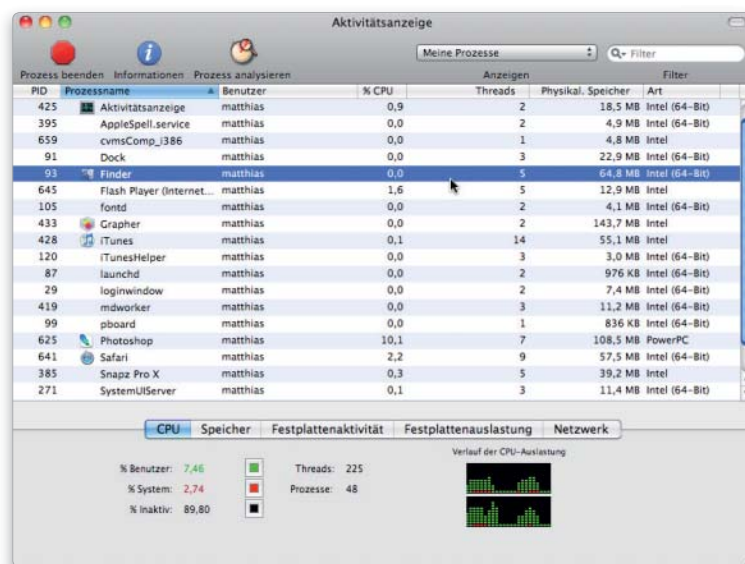 Aktivitätsanzeige
Meine Prozesse
Filter
Prozess beenden Informationen Prozess analysieren Anzeigen Filter
PID Prozessname Benutzer % CPU Threads Physikal. Speicher Art
425 Aktivitätsanzeige matthias 0,9 2 18,5 MB Intel (64-Bit)
395 AppleSpell.service matthias 0,0 2 4,9 MB Intel (64-Bit)
659 cvmsComp_i386 matthias 0,0 1 4,8 MB Intel
91 Dock matthias 0,0 3 22,9 MB Intel (64-Bit)
93 Finder matthias 0,0 5 64,8 MB Intel (64-Bit)
645 Flash Player (Internet... matthias 1,6 5 12,9 MB Intel
105 fontd matthias 0,0 2 4,1 MB Intel (64-Bit)
433 Grapher matthias 0,0 2 143,7 MB Intel
428 iTunes matthias 0,1 14 55,1 MB Intel
120 iTunesHelper matthias 0,0 3 3,0 MB Intel (64-Bit)
87 launchd matthias 0,0 2 976 KB Intel (64-Bit)
29 loginwindow matthias 0,0 2 7,4 MB Intel (64-Bit)
419 mdworker matthias 0,0 3 11,2 MB Intel (64-Bit)
99 pboard matthias 0,0 1 836 KB Intel (64-Bit)
625 Photoshop matthias 10,1 7 108,5 MB PowerPC
641 Safari matthias 2,2 9 57,5 MB Intel (64-Bit)
385 Snapz Pro X matthias 0,3 5 39,2 MB Intel
271 SystemUIServer matthias 0,1 3 11,4 MB Intel (64-Bit)
CPU Speicher Festplattenaktivität Festplattenauslastung Netzwerk
Verlauf der CPU-Auslastung
% Benutzer: 7,46 Threads: 225
% System: 2,74 Prozesse: 48
% Inaktiv: 89,80